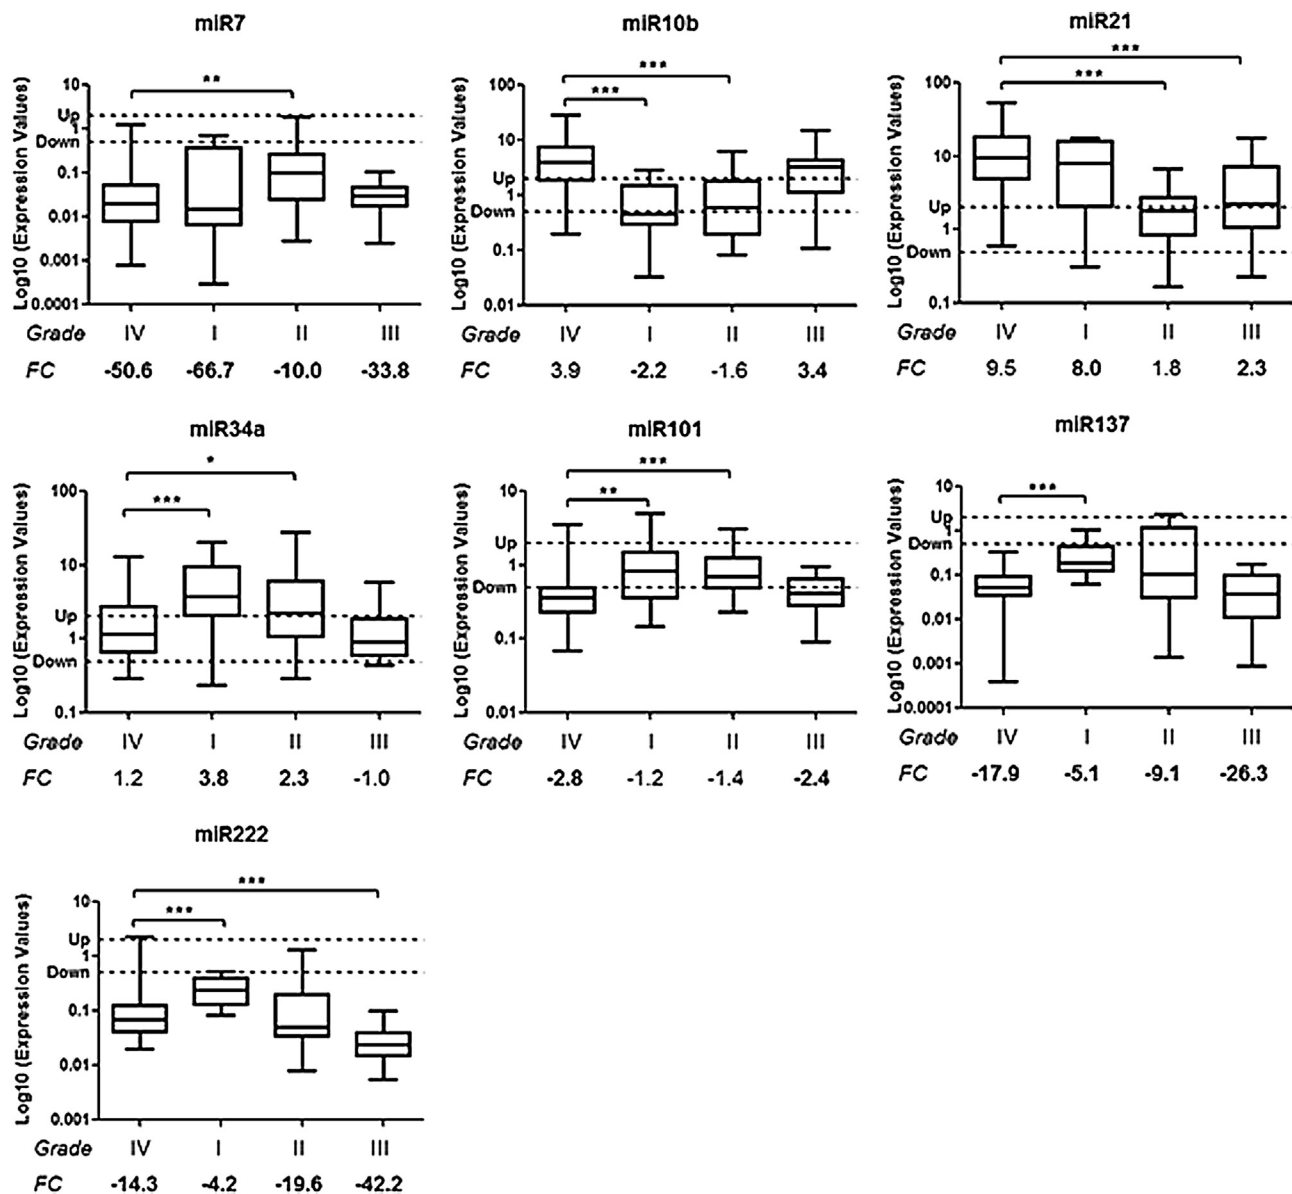 miR7
**
Log10 (Expression Values)
10
Up
1
Down
0.1
0.01
0.001
0.0001
Grade IV I II III
FC -50.6 -66.7 -10.0 -33.8
miR10b
***
***
Log10 (Expression Values)
100
10
Up
1
Down
0.1
0.01
Grade IV I II III
FC 3.9 -2.2 -1.6 3.4
miR21
***
***
Log10 (Expression Values)
100
10
Up
1
Down
0.1
Grade IV I II III
FC 9.5 8.0 1.8 2.3
miR34a
*
***
Log10 (Expression Values)
100
10
Up
1
Down
0.1
Grade IV I II III
FC 1.2 3.8 2.3 -1.0
miR101
***
**
Log10 (Expression Values)
10
Up
1
Down
0.1
0.01
Grade IV I II III
FC -2.8 -1.2 -1.4 -2.4
miR137
***
Log10 (Expression Values)
10
Up
1
Down
0.1
0.01
0.001
0.0001
Grade IV I II III
FC -17.9 -5.1 -9.1 -26.3
miR222
***
***
Log10 (Expression Values)
10
Up
1
Down
0.1
0.01
0.001
Grade IV I II III
FC -14.3 -4.2 -19.6 -42.2